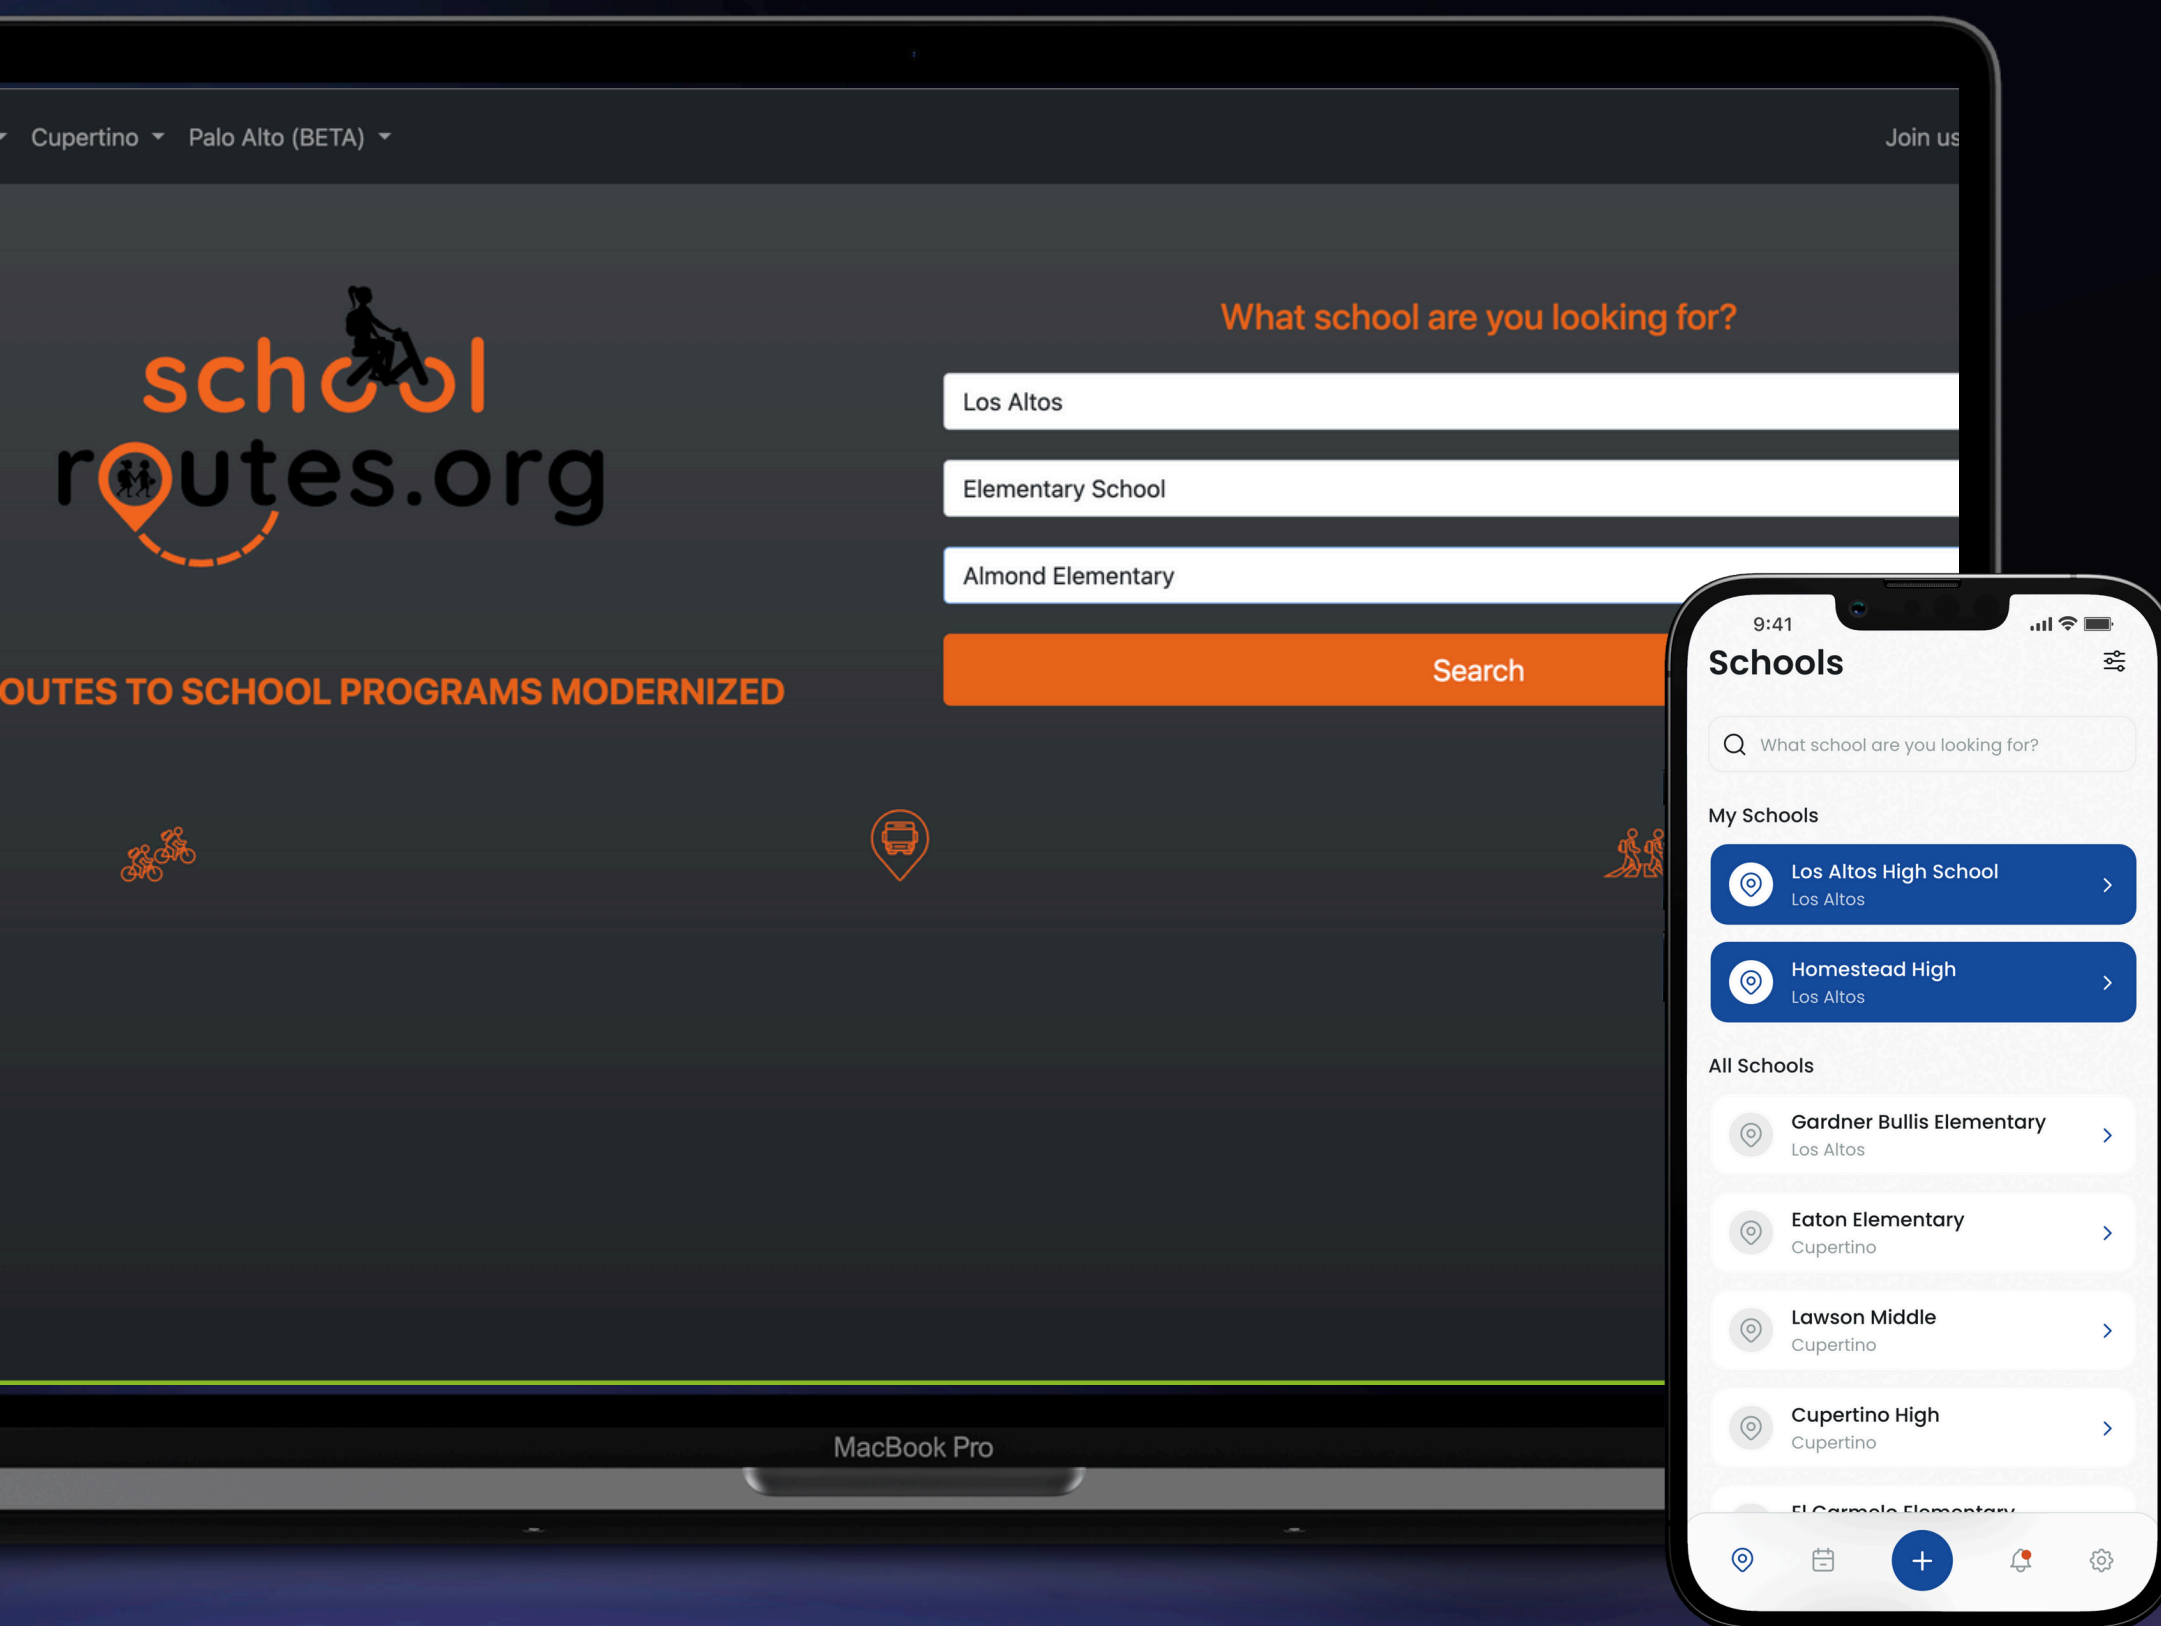 Cupertino Palo Alto (BETA) Join us
school
routes.org
OUTES TO SCHOOL PROGRAMS MODERNIZED
What school are you looking for?
Los Altos
Elementary School
Almond Elementary
Search
MacBook Pro
9:41
Schools
What school are you looking for?
My Schools
Los Altos High School
Los Altos
Homestead High
Los Altos
All Schools
Gardner Bullis Elementary
Los Altos
Eaton Elementary
Cupertino
Lawson Middle
Cupertino
Cupertino High
Cupertino
El Carmelo Elementary